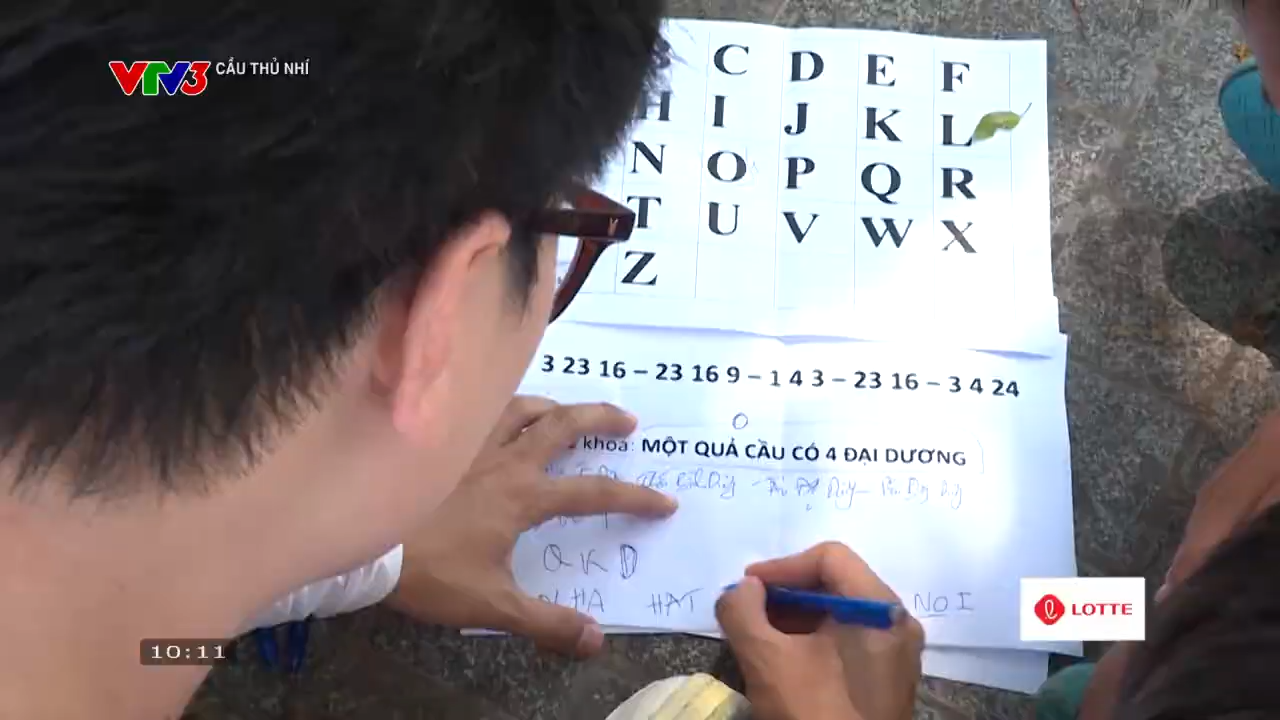 VTV3 CẦU THỦ NHÍ
C D E F
H I J K L
N O P Q R
T U V W X
Z
3 23 16 – 23 16 9 – 1 4 3 – 23 16 – 3 4 24
O
khoá: MỘT QUẢ CẦU CÓ 4 ĐẠI DƯƠNG
Q K D
HA HAT NOI
LOTTE
10:11